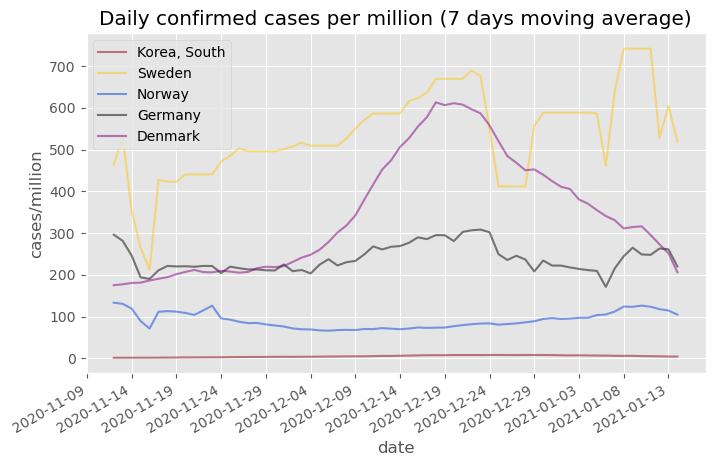 Daily confirmed cases per million (7 days moving average)
Korea, South
Sweden
Norway
Germany
Denmark
700
600
500
400
300
200
100
0
cases/million
2020-11-09
2020-11-14
2020-11-19
2020-11-24
2020-11-29
2020-12-04
2020-12-09
2020-12-14
2020-12-19
2020-12-24
2020-12-29
2021-01-03
2021-01-08
2021-01-13
date